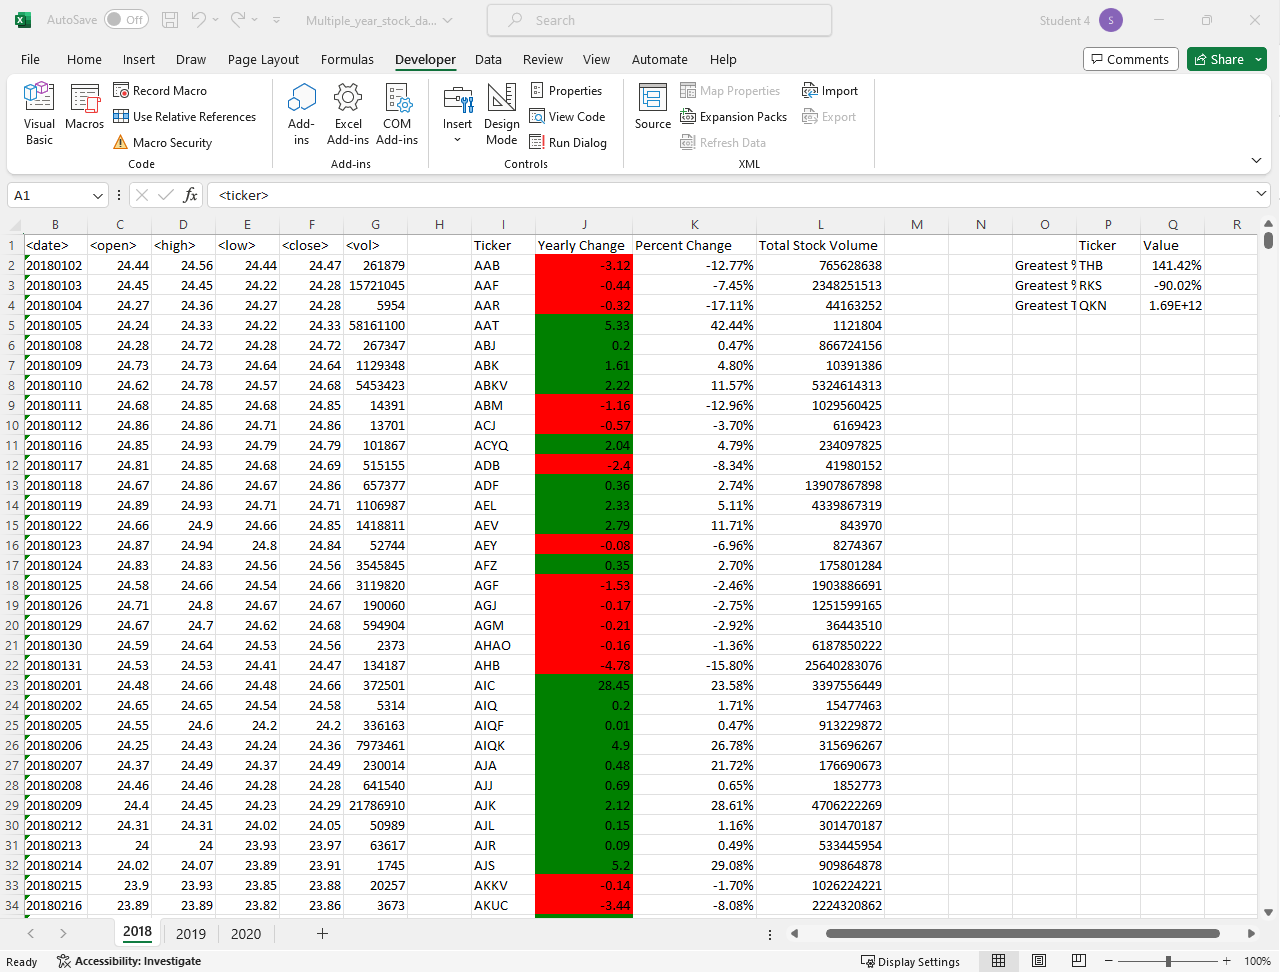 AutoSave Off Multiple_year_stock_da... Search Student 4 S
File Home Insert Draw Page Layout Formulas Developer Data Review View Automate Help Comments Share
Visual Basic
Macros
Record Macro
Use Relative References
Macro Security
Code
Add-ins
Excel Add-ins
COM Add-ins
Add-ins
Insert
Design Mode
Properties
View Code
Run Dialog
Controls
Source
Map Properties
Expansion Packs
Refresh Data
Import
Export
XML
A1 fx <ticker>
B C D E F G H I J K L M N O P Q R
1 <date> <open> <high> <low> <close> <vol> Ticker Yearly Change Percent Change Total Stock Volume Ticker Value
2 20180102 24.44 24.56 24.44 24.47 261879 AAB -3.12 -12.77% 765628638 Greatest % THB 141.42%
3 20180103 24.45 24.45 24.22 24.28 15721045 AAF -0.44 -7.45% 2348251513 Greatest % RKS -90.02%
4 20180104 24.27 24.36 24.27 24.28 5954 AAR -0.32 -17.11% 44163252 Greatest T QKN 1.69E+12
5 20180105 24.24 24.33 24.22 24.33 58161100 AAT 5.33 42.44% 1121804
6 20180108 24.28 24.72 24.28 24.72 267347 ABJ 0.2 0.47% 866724156
7 20180109 24.73 24.73 24.64 24.64 1129348 ABK 1.61 4.80% 10391386
8 20180110 24.62 24.78 24.57 24.68 5453423 ABKV 2.22 11.57% 5324614313
9 20180111 24.68 24.85 24.68 24.85 14391 ABM -1.16 -12.96% 1029560425
10 20180112 24.86 24.86 24.71 24.86 13701 ACJ -0.57 -3.70% 6169423
11 20180116 24.85 24.93 24.79 24.79 101867 ACYQ 2.04 4.79% 234097825
12 20180117 24.81 24.85 24.68 24.69 515155 ADB -2.4 -8.34% 41980152
13 20180118 24.67 24.86 24.67 24.86 657377 ADF 0.36 2.74% 13907867898
14 20180119 24.89 24.93 24.71 24.71 1106987 AEL 2.33 5.11% 4339867319
15 20180122 24.66 24.9 24.66 24.85 1418811 AEV 2.79 11.71% 843970
16 20180123 24.87 24.94 24.8 24.84 52744 AEY -0.08 -6.96% 8274367
17 20180124 24.83 24.83 24.56 24.56 3545845 AFZ 0.35 2.70% 175801284
18 20180125 24.58 24.66 24.54 24.66 3119820 AGF -1.53 -2.46% 1903886691
19 20180126 24.71 24.8 24.67 24.67 190060 AGJ -0.17 -2.75% 1251599165
20 20180129 24.67 24.7 24.62 24.68 594904 AGM -0.21 -2.92% 36443510
21 20180130 24.59 24.64 24.53 24.56 2373 AHAO -0.16 -1.36% 6187850222
22 20180131 24.53 24.53 24.41 24.47 134187 AHB -4.78 -15.80% 25640283076
23 20180201 24.48 24.66 24.48 24.66 372501 AIC 28.45 23.58% 3397556449
24 20180202 24.65 24.65 24.54 24.58 5314 AIQ 0.2 1.71% 15477463
25 20180205 24.55 24.6 24.2 24.2 336163 AIQF 0.01 0.47% 913229872
26 20180206 24.25 24.43 24.24 24.36 7973461 AIQK 4.9 26.78% 315696267
27 20180207 24.37 24.49 24.37 24.49 230014 AJA 0.48 21.72% 176690673
28 20180208 24.46 24.46 24.28 24.28 641540 AJJ 0.69 0.65% 1852773
29 20180209 24.4 24.45 24.23 24.29 21786910 AJK 2.12 28.61% 4706222269
30 20180212 24.31 24.31 24.02 24.05 50989 AJL 0.15 1.16% 301470187
31 20180213 24 24 23.93 23.97 63617 AJR 0.09 0.49% 533445954
32 20180214 24.02 24.07 23.89 23.91 1745 AJS 5.2 29.08% 909864878
33 20180215 23.9 23.93 23.85 23.88 20257 AKKV -0.14 -1.70% 1026224221
34 20180216 23.89 23.89 23.82 23.86 3673 AKUC -3.44 -8.08% 2224320862
2018 2019 2020
Ready Accessibility: Investigate Display Settings 100%